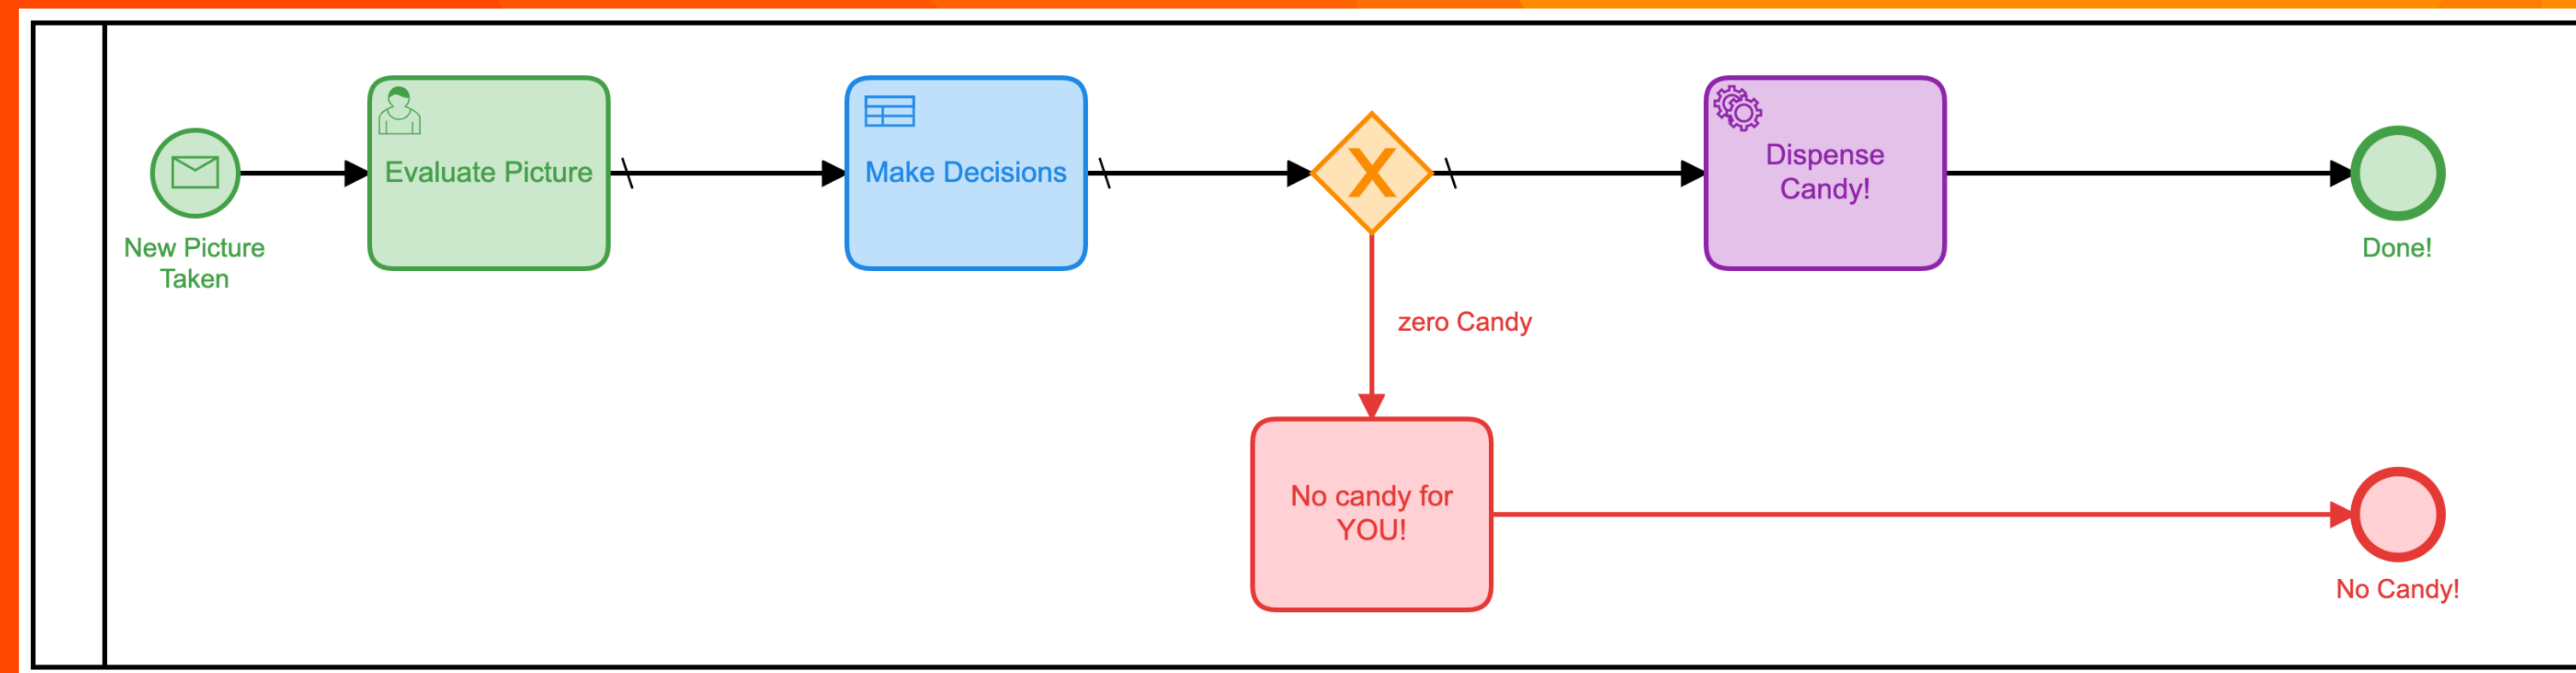 New Picture
Taken
Evaluate Picture
Make Decisions
X
Dispense
Candy!
Done!
zero Candy
No candy for
YOU!
No Candy!